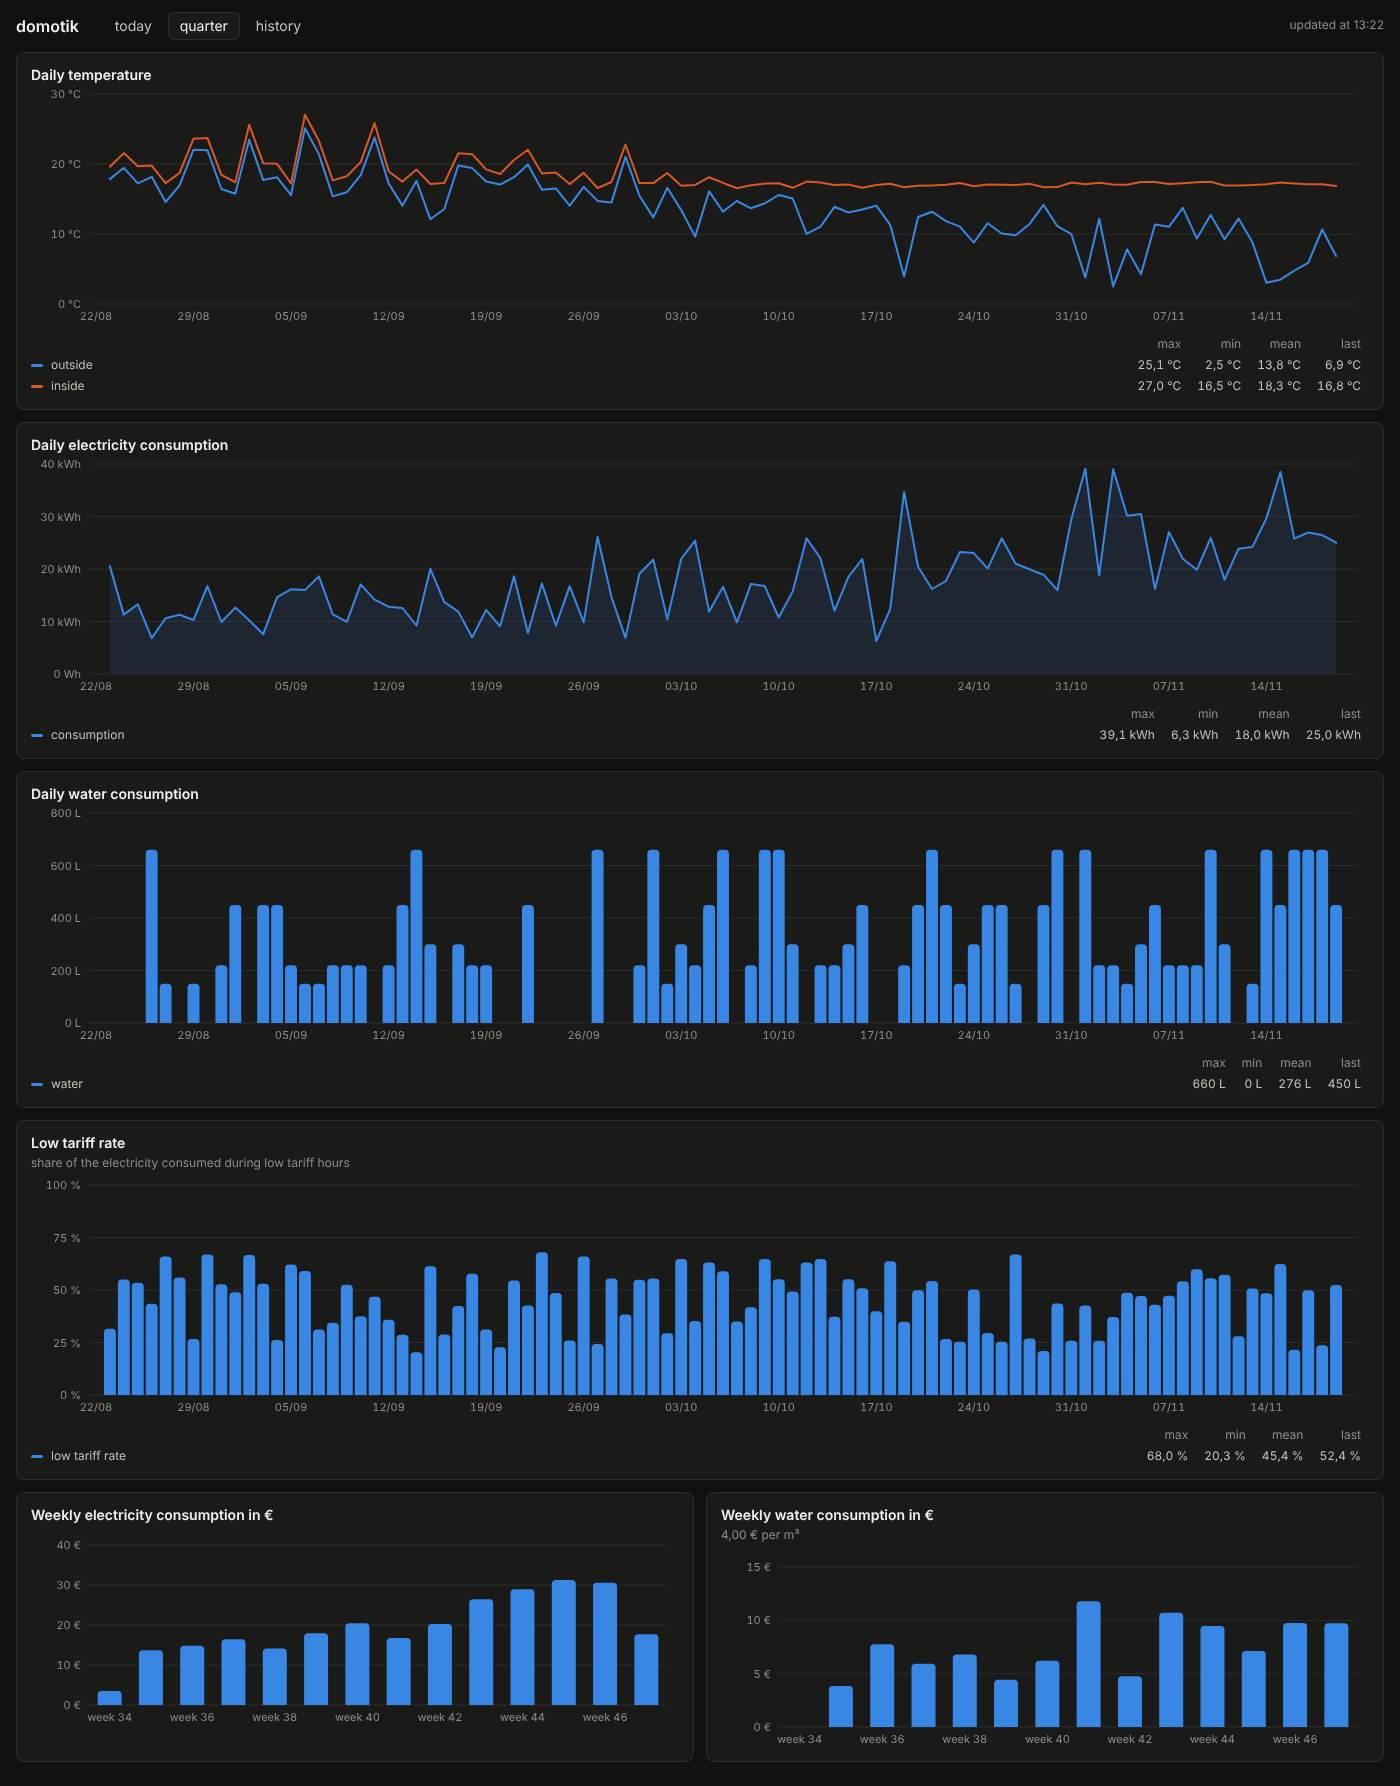 domotik today quarter history updated at 13:22
Daily temperature
30 °C
20 °C
10 °C
0 °C
22/08 29/08 05/09 12/09 19/09 26/09 03/10 10/10 17/10 24/10 31/10 07/11 14/11
max min mean last
outside 25,1 °C 2,5 °C 13,8 °C 6,9 °C
inside 27,0 °C 16,5 °C 18,3 °C 16,8 °C
Daily electricity consumption
40 kWh
30 kWh
20 kWh
10 kWh
0 Wh
22/08 29/08 05/09 12/09 19/09 26/09 03/10 10/10 17/10 24/10 31/10 07/11 14/11
max min mean last
consumption 39,1 kWh 6,3 kWh 18,0 kWh 25,0 kWh
Daily water consumption
800 L
600 L
400 L
200 L
0 L
22/08 29/08 05/09 12/09 19/09 26/09 03/10 10/10 17/10 24/10 31/10 07/11 14/11
max min mean last
water 660 L 0 L 276 L 450 L
Low tariff rate
share of the electricity consumed during low tariff hours
100 %
75 %
50 %
25 %
0 %
22/08 29/08 05/09 12/09 19/09 26/09 03/10 10/10 17/10 24/10 31/10 07/11 14/11
max min mean last
low tariff rate 68,0 % 20,3 % 45,4 % 52,4 %
Weekly electricity consumption in €
40 €
30 €
20 €
10 €
0 €
week 34 week 36 week 38 week 40 week 42 week 44 week 46
Weekly water consumption in €
4,00 € per m³
15 €
10 €
5 €
0 €
week 34 week 36 week 38 week 40 week 42 week 44 week 46